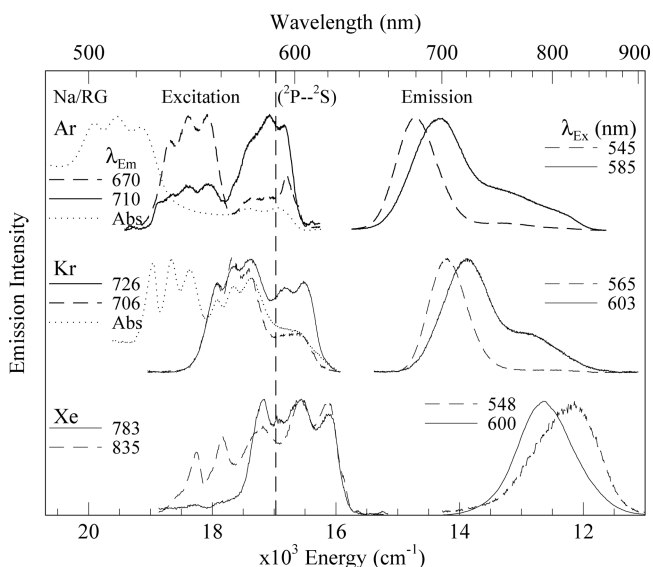 Wavelength (nm)
500 600 700 800 900
Na/RG Excitation (²P--²S) Emission
Ar
λEm
670
710
Abs
λEx (nm)
545
585
Kr
726
706
Abs
565
603
Xe
783
835
548
600
Emission Intensity
20 18 16 14 12
x10³ Energy (cm⁻¹)